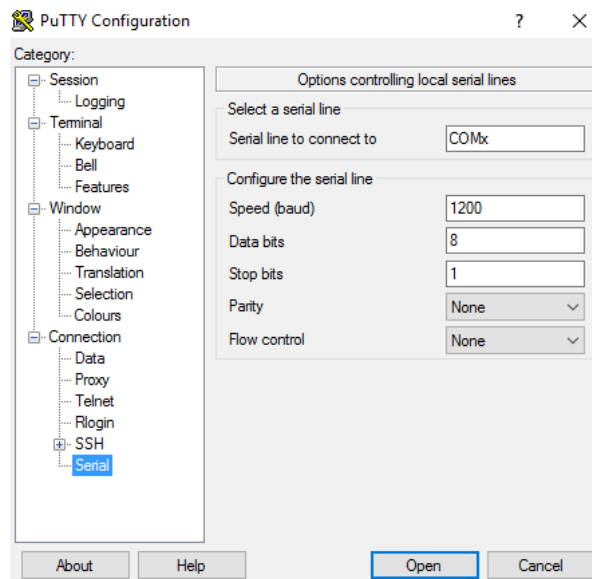 PuTTY Configuration
?
Category:
Session
Logging
Terminal
Keyboard
Bell
Features
Window
Appearance
Behaviour
Translation
Selection
Colours
Connection
Data
Proxy
Telnet
Rlogin
SSH
Serial
Options controlling local serial lines
Select a serial line
Serial line to connect to COMx
Configure the serial line
Speed (baud) 1200
Data bits 8
Stop bits 1
Parity None
Flow control None
About Help Open Cancel